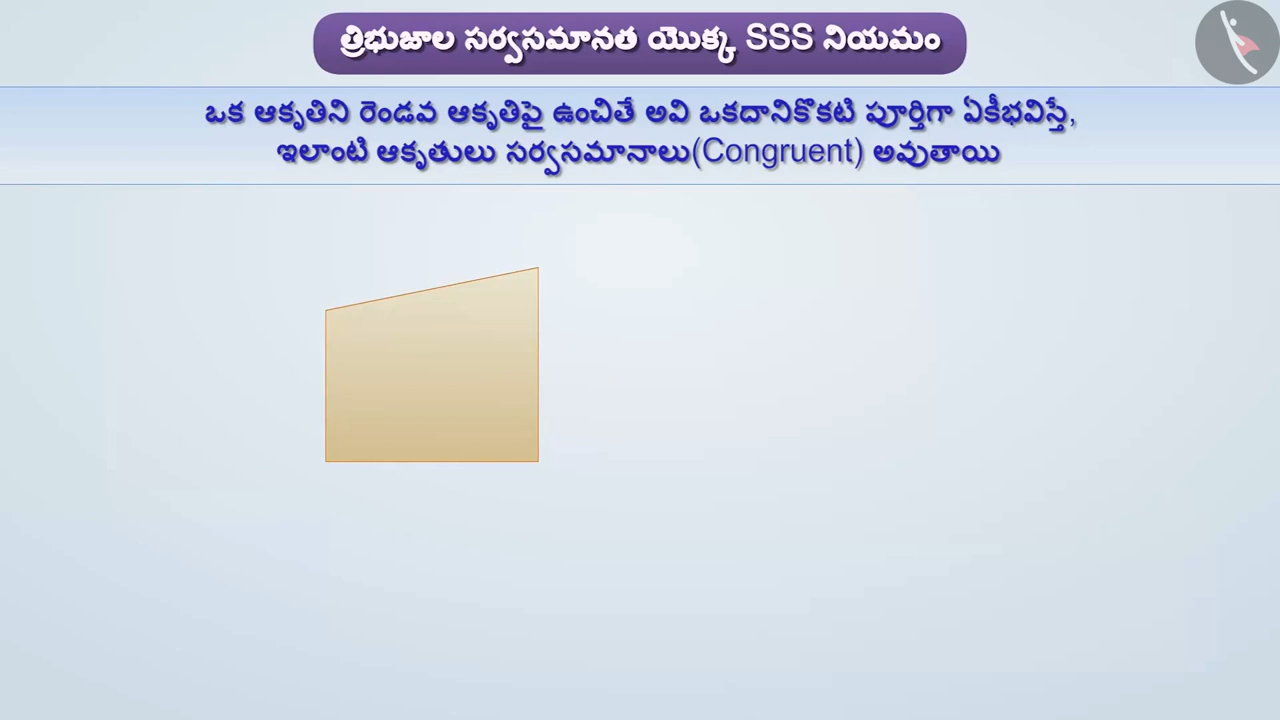 త్రిభుజాల సర్వసమానత యొక్క SSS నియమం
ఒక ఆకృతిని రెండవ ఆకృతిపై ఉంచితే అవి ఒకదానికొకటి పూర్తిగా ఏకీభవిస్తే,
ఇలాంటి ఆకృతులు సర్వసమానాలు(Congruent) అవుతాయి